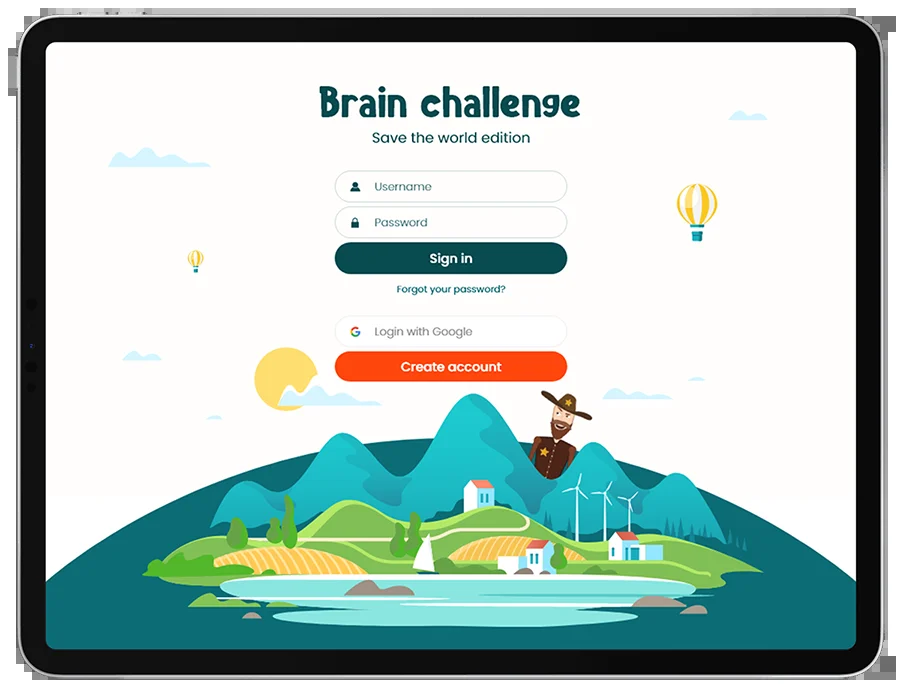 Brain challenge
Save the world edition
Username
Password
Sign in
Forgot your password?
Login with Google
Create account